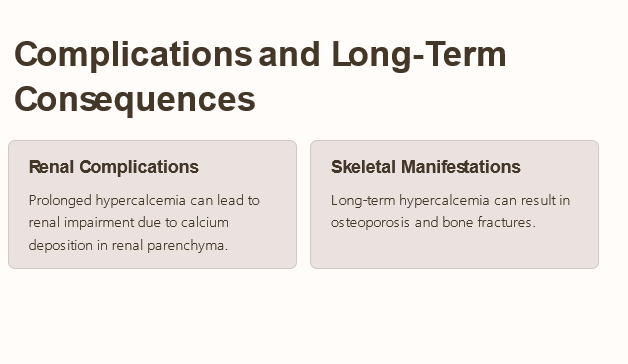 Complications and Long-Term
Consequences
Renal Complications
Prolonged hypercalcemia can lead to
renal impairment due to calcium
deposition in renal parenchyma.
Skeletal Manifestations
Long-term hypercalcemia can result in
osteoporosis and bone fractures.